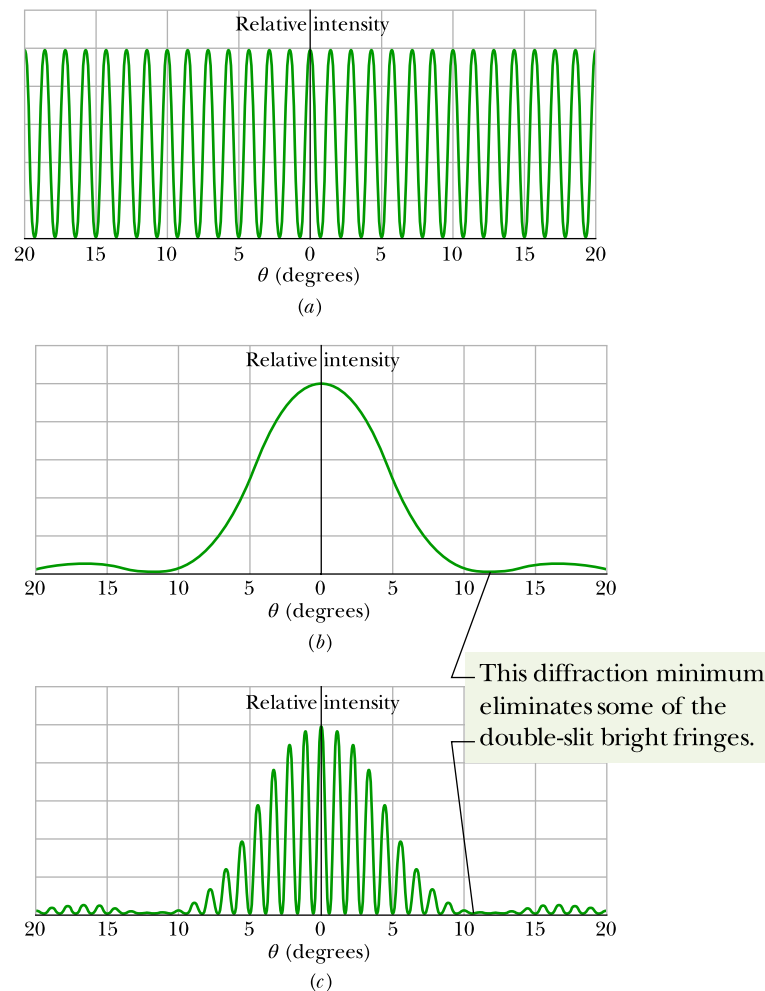 Relative intensity
20 15 10 5 0 5 10 15 20
θ (degrees)
(a)
Relative intensity
20 15 10 5 0 5 10 15 20
θ (degrees)
(b)
This diffraction minimum
eliminates some of the
double-slit bright fringes.
Relative intensity
20 15 10 5 0 5 10 15 20
θ (degrees)
(c)